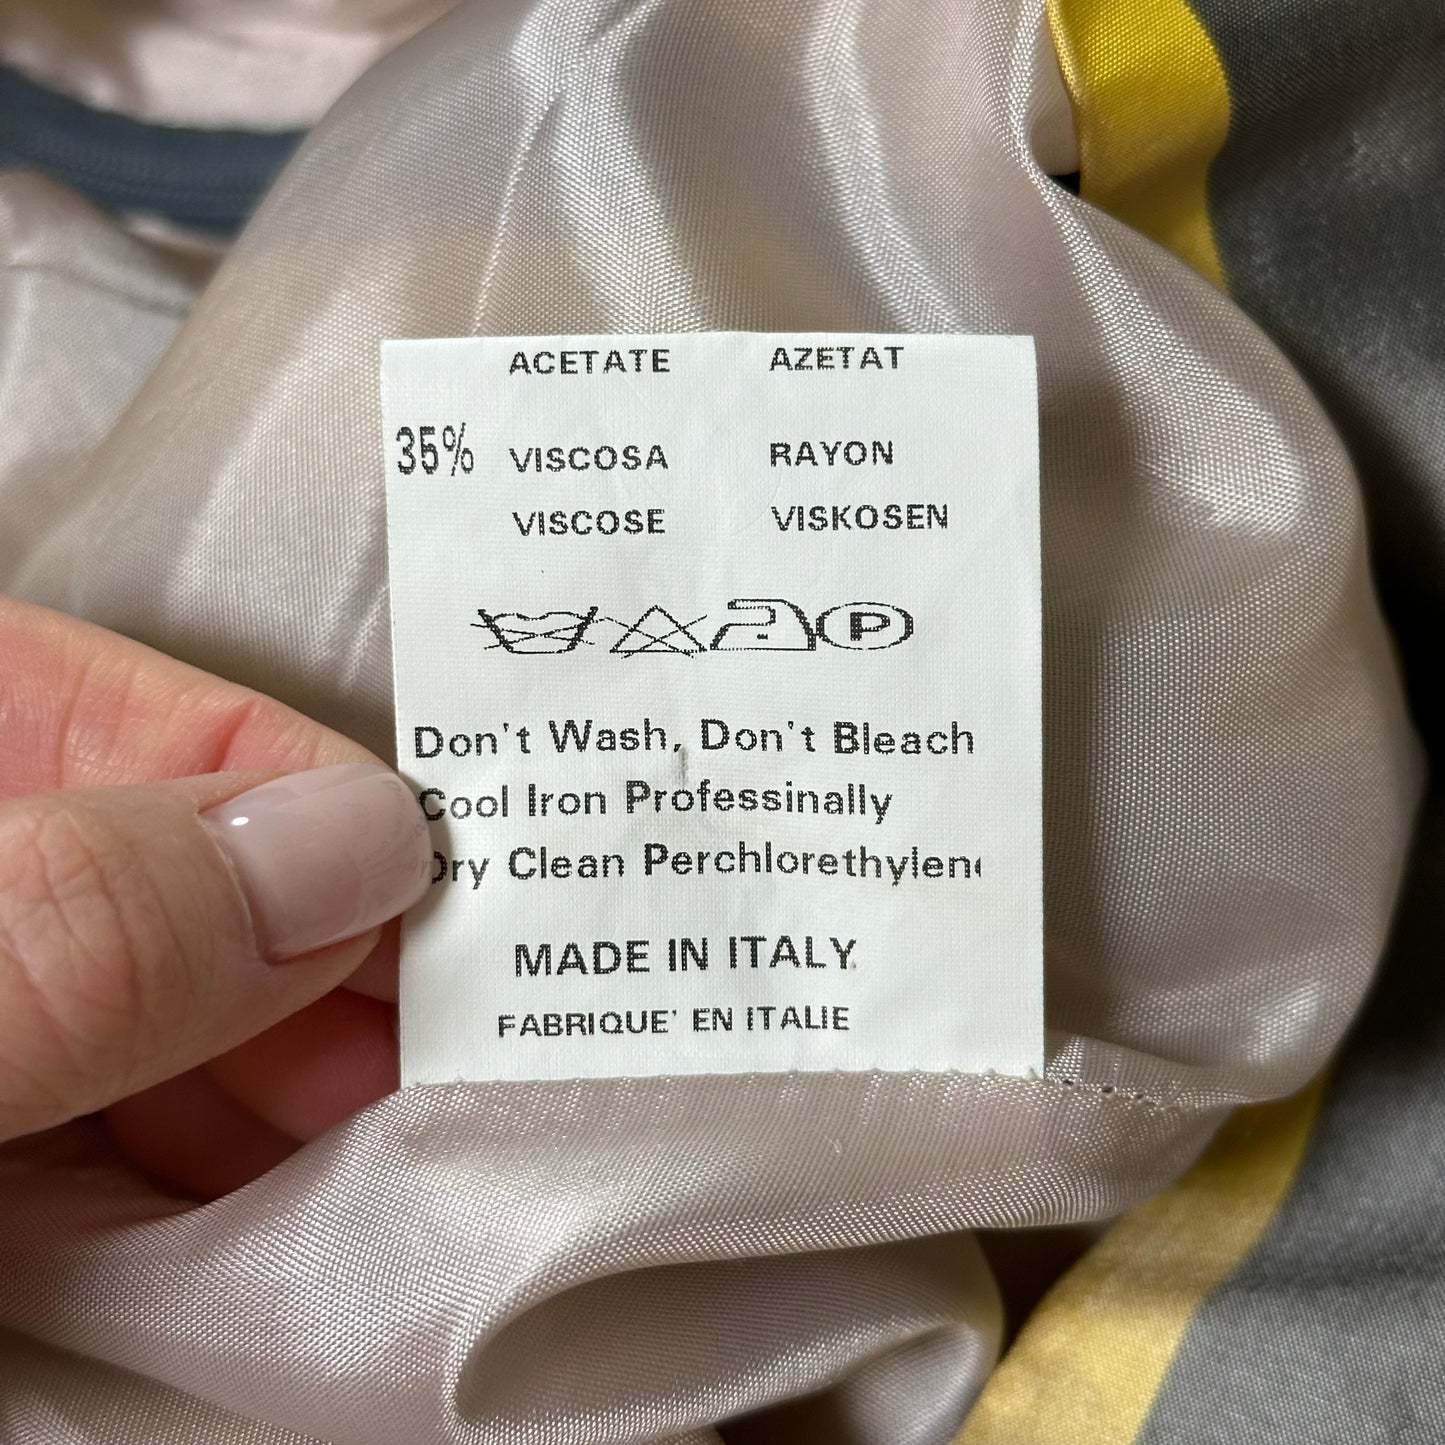 ACETATE AZETAT
35% VISCOSA RAYON
VISCOSE VISKOSEN
P
Don't Wash, Don't Bleach
Cool Iron Professinally
Dry Clean Perchlorethylene
MADE IN ITALY
FABRIQUE' EN ITALIE